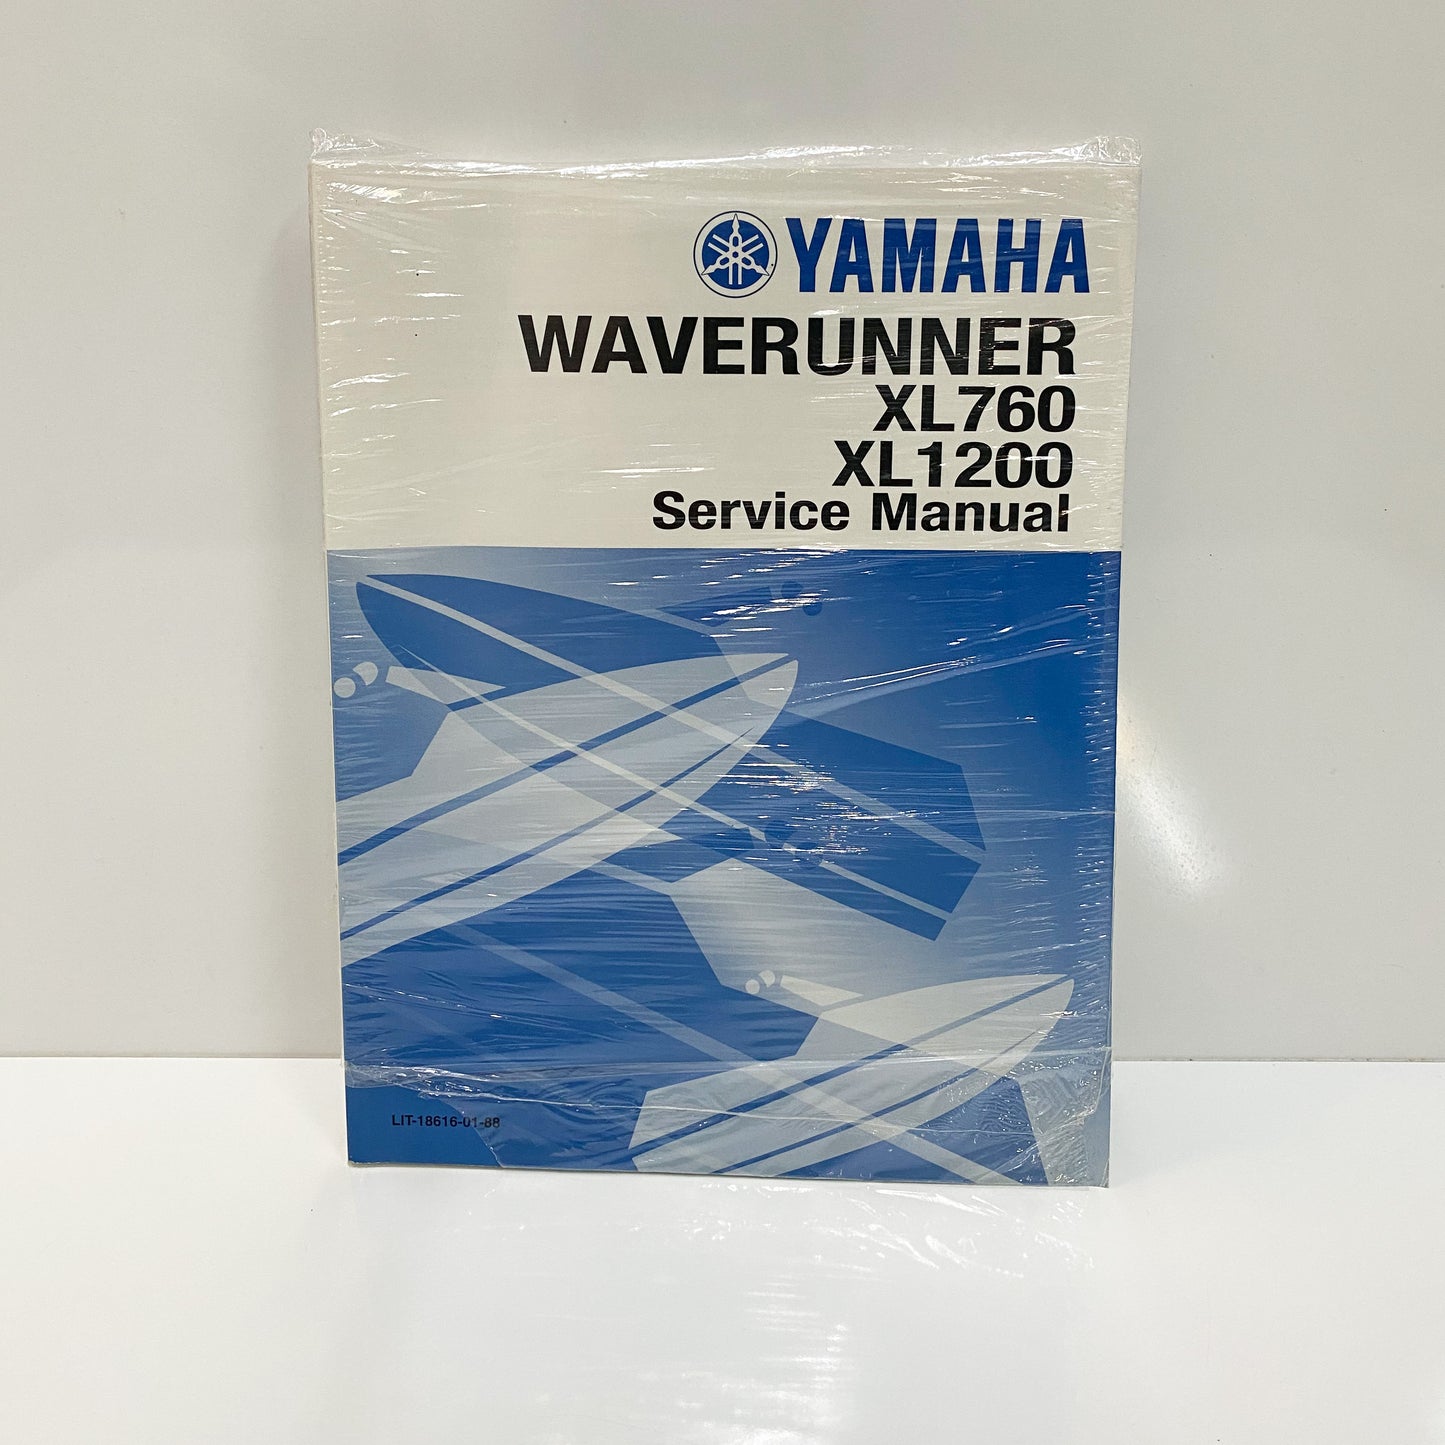 YAMAHA
WAVERUNNER
XL760
XL1200
Service Manual
LIT-18616-01-88